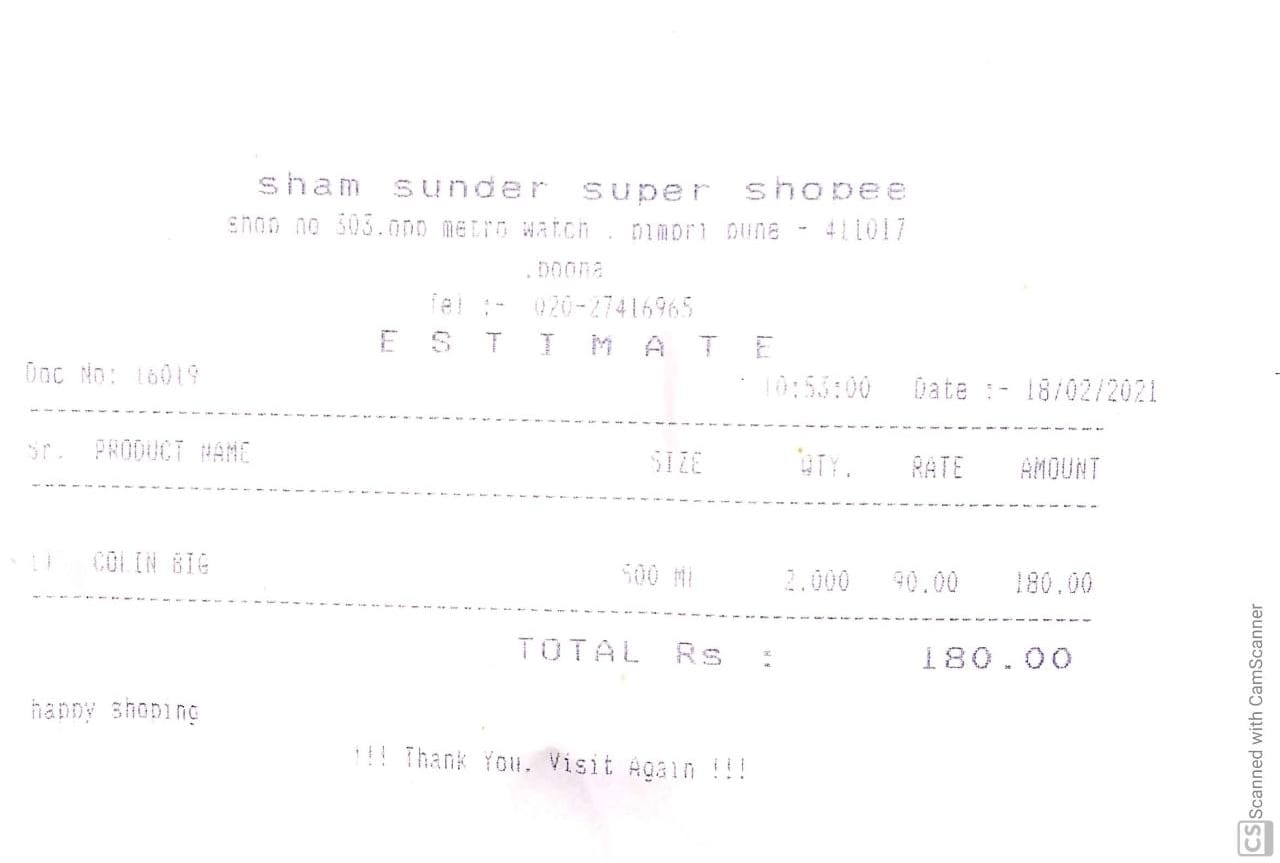 sham sunder super shopee
shop no 303.opp metro watch . pimpri pune - 411017
.poona
Tel :- 020-27416965
E S T I M A T E
Doc No: 16019 10:53:00 Date :- 18/02/2021
Sr. PRODUCT NAME SIZE QTY. RATE AMOUNT
COLIN BIG 500 Ml 2.000 90.00 180.00
TOTAL Rs : 180.00
happy shoping
!!! Thank You. Visit Again !!!
CS Scanned with CamScanner